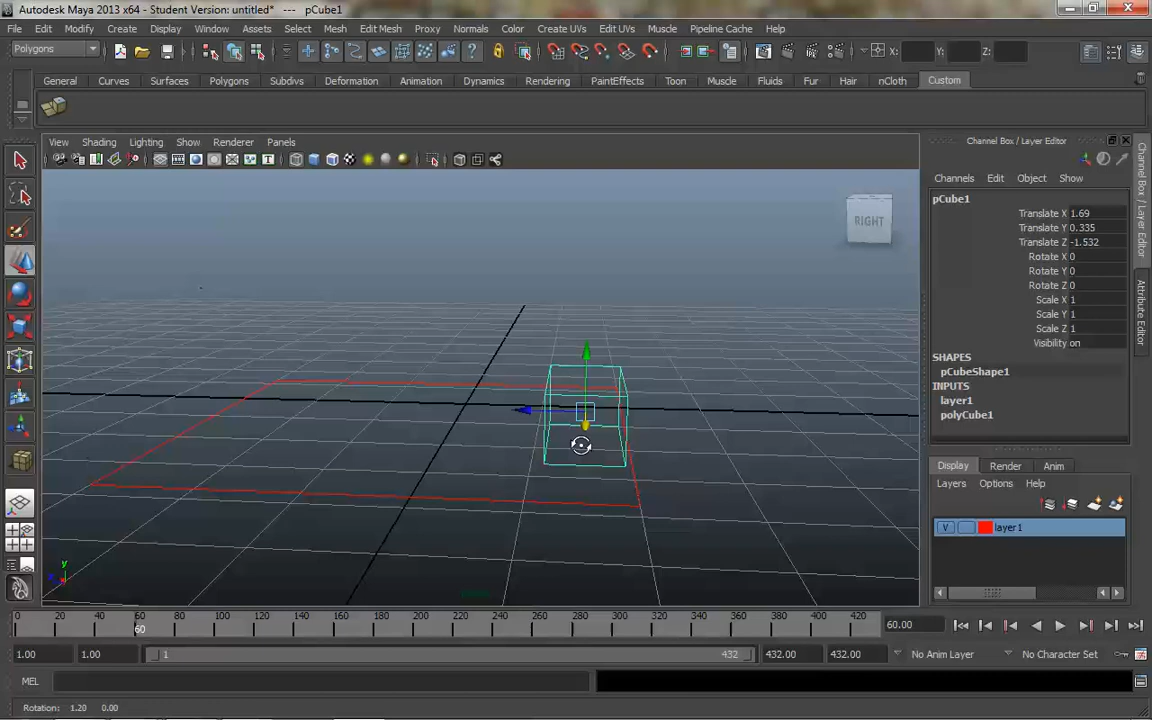 Autodesk Maya 2013 x64 - Student Version: untitled* --- pCube1
File Edit Modify Create Display Window Assets Select Mesh Edit Mesh Proxy Normals Color Create UVs Edit UVs Muscle Pipeline Cache Help
Polygons X: Y: Z:
General Curves Surfaces Polygons Subdivs Deformation Animation Dynamics Rendering PaintEffects Toon Muscle Fluids Fur Hair nCloth Custom
View Shading Lighting Show Renderer Panels
Channel Box / Layer Editor
Channels Edit Object Show
pCube1
Translate X 1.69
Translate Y 0.335
Translate Z -1.532
Rotate X 0
Rotate Y 0
Rotate Z 0
Scale X 1
Scale Y 1
Scale Z 1
Visibility on
SHAPES
pCubeShape1
INPUTS
layer1
polyCube1
Channel Box / Layer Editor
Attribute Editor
RIGHT
Display Render Anim
Layers Options Help
V layer1
y
0 20 40 60 80 100 120 140 160 180 200 220 240 260 280 300 320 340 360 380 400 420
60
60.00
1.00 1.00 1 432 432.00 432.00 No Anim Layer No Character Set
MEL
Rotation: 1.20 0.00